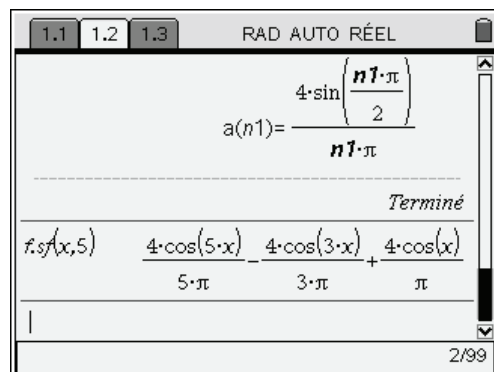 1.1 1.2 1.3 RAD AUTO RÉEL
a(n1)= 4·sin(n1·π/2) / n1·π
Terminé
f.sf(x,5) 4·cos(5·x)/5·π - 4·cos(3·x)/3·π + 4·cos(x)/π
2/99